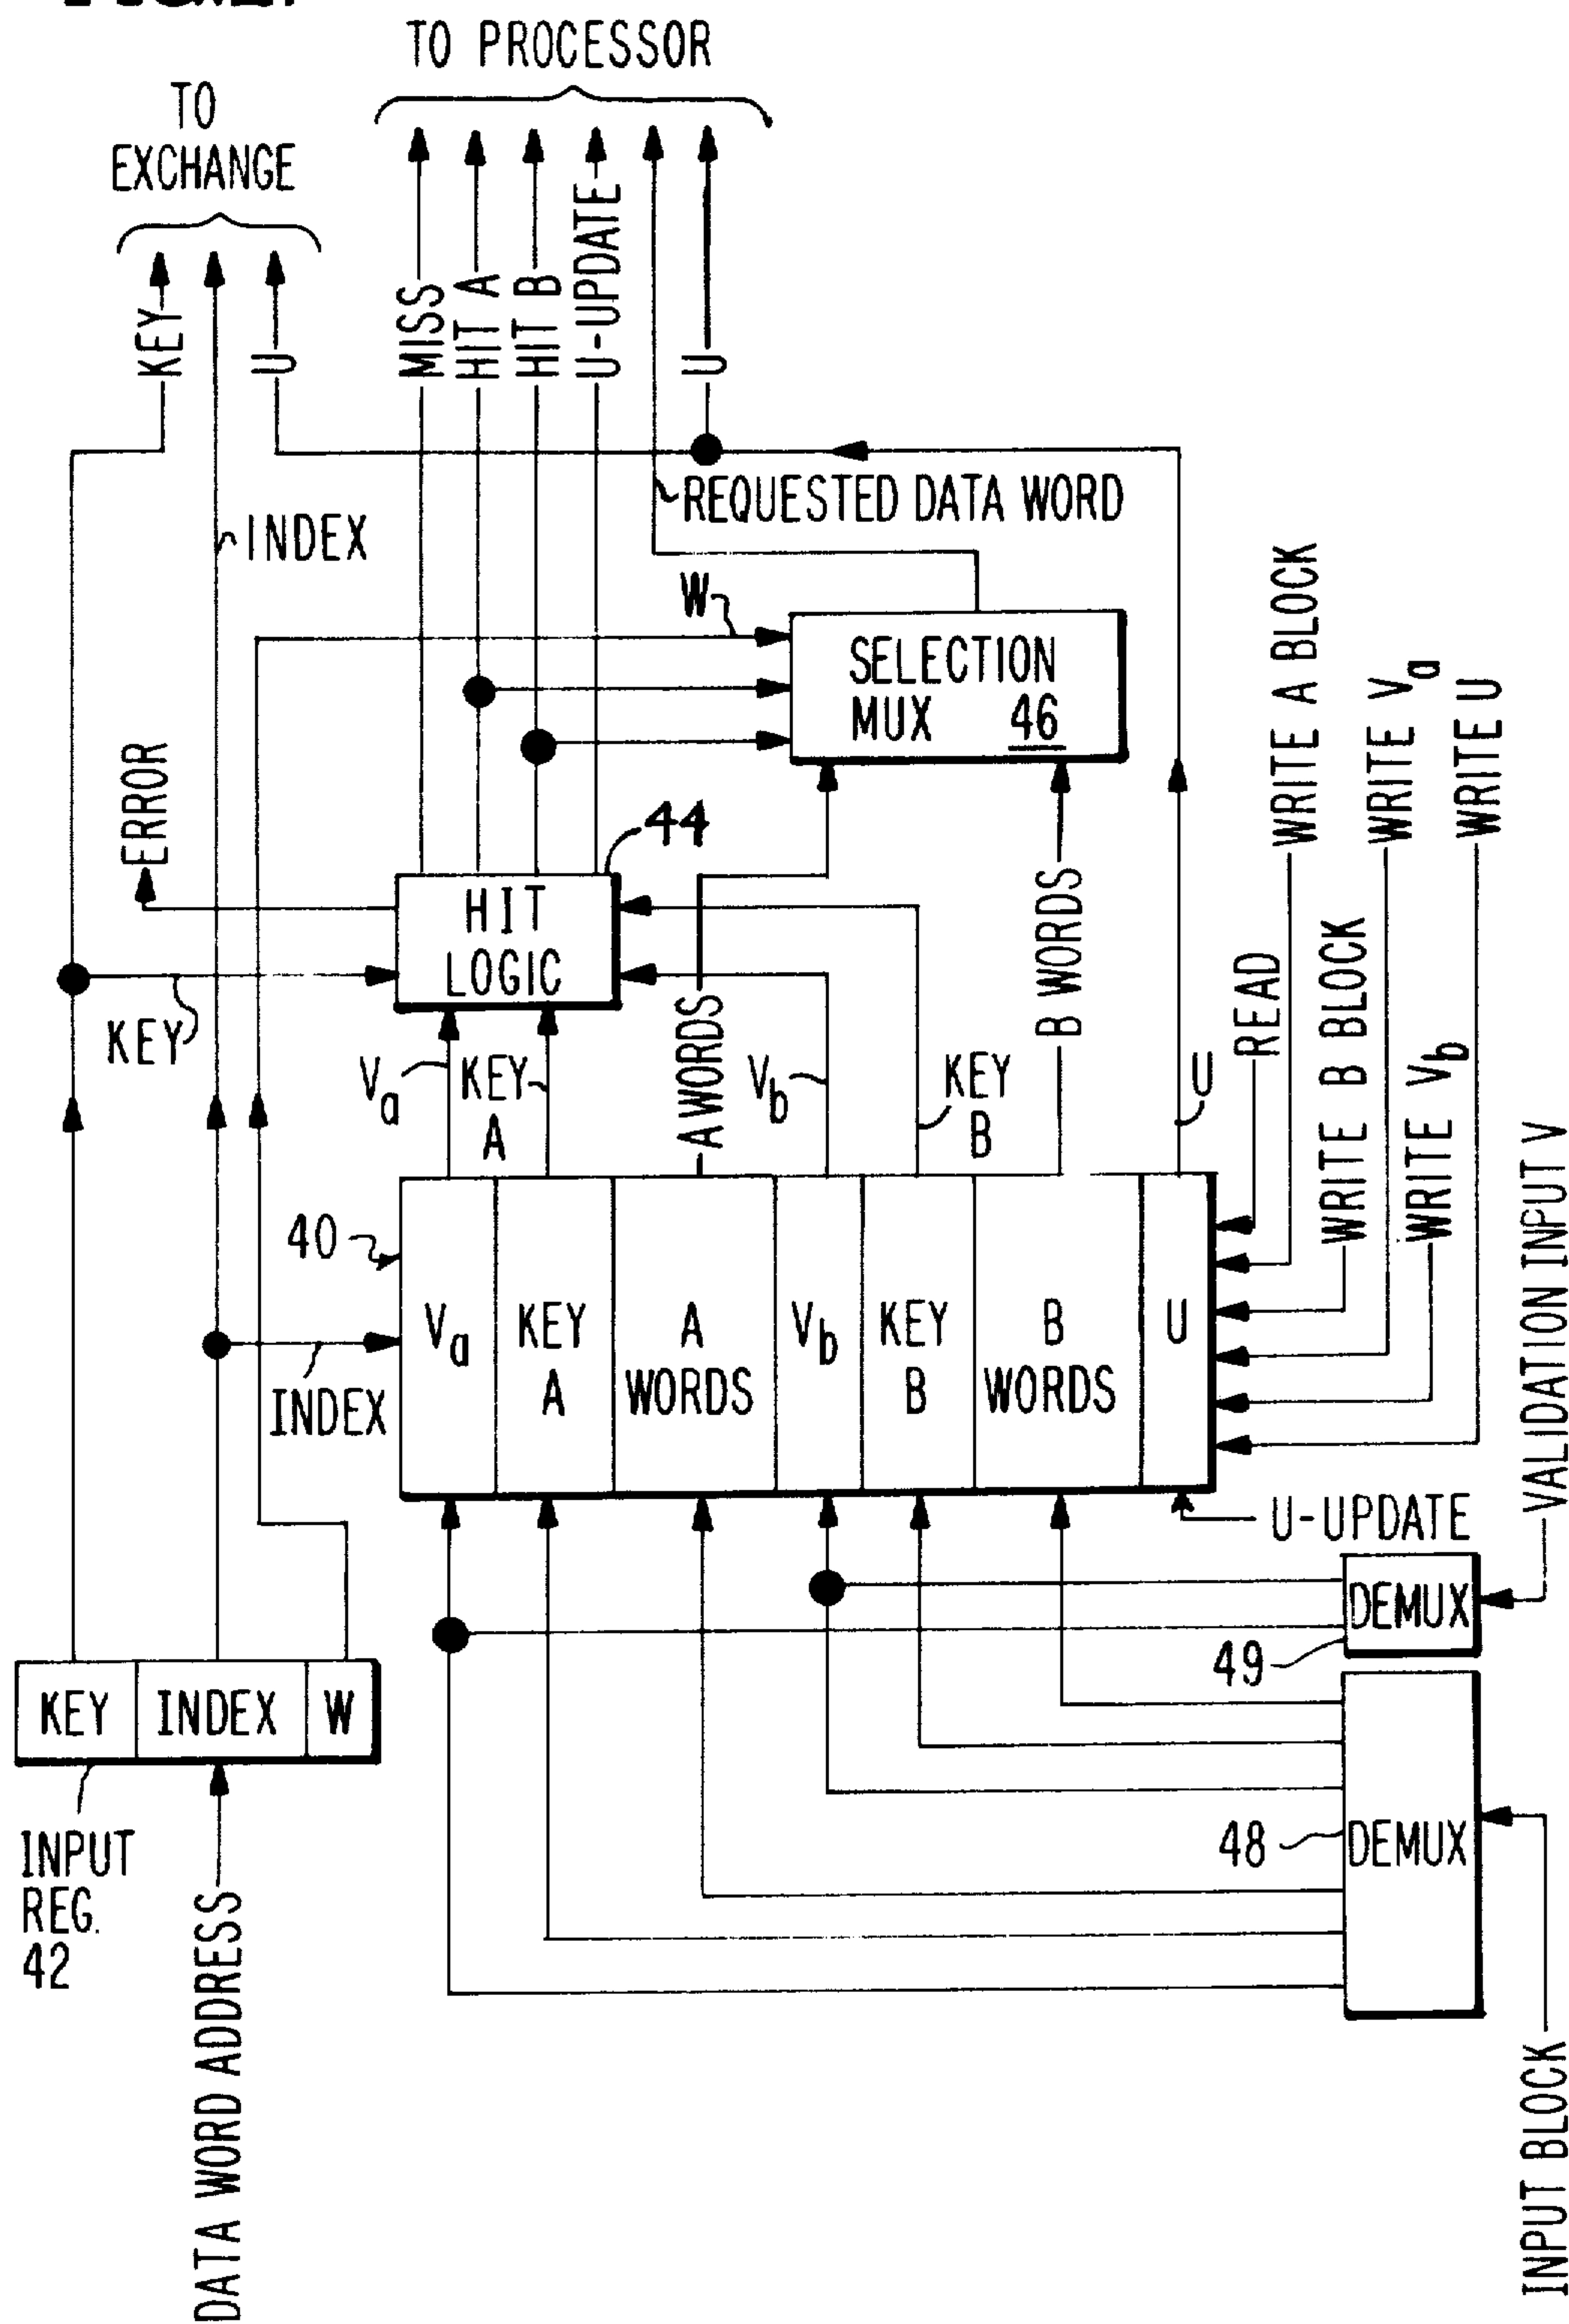 TO PROCESSOR
TO
EXCHANGE
KEY
U
MISS
HIT A
HIT B
U-UPDATE
U
REQUESTED DATA WORD
INDEX
W
SELECTION
MUX 46
ERROR
44
HIT
LOGIC
KEY
Va
KEY
A
A WORDS
Vb
KEY
B
B WORDS
U
READ
WRITE A BLOCK
WRITE B BLOCK
WRITE Va
WRITE Vb
WRITE U
VALIDATION INPUT V
40
Va
KEY
A
A
WORDS
Vb
KEY
B
B
WORDS
U
INDEX
U-UPDATE
DEMUX
49
KEY
INDEX
W
48
DEMUX
INPUT
REG.
42
DATA WORD ADDRESS
INPUT BLOCK